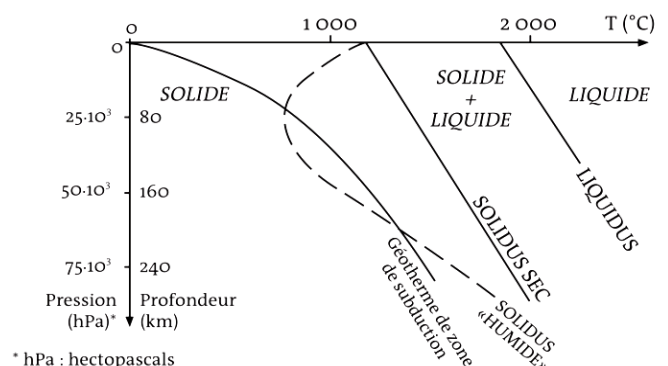 0
1 000
2 000
T (°C)
0
SOLIDE
SOLIDE
+
LIQUIDE
LIQUIDE
25·10³
80
50·10³
160
75·10³
240
Pression
(hPa)*
Profondeur
(km)
Géotherme de zone
de subduction
SOLIDUS SEC
SOLIDUS
«HUMIDE»
LIQUIDUS
* hPa : hectopascals